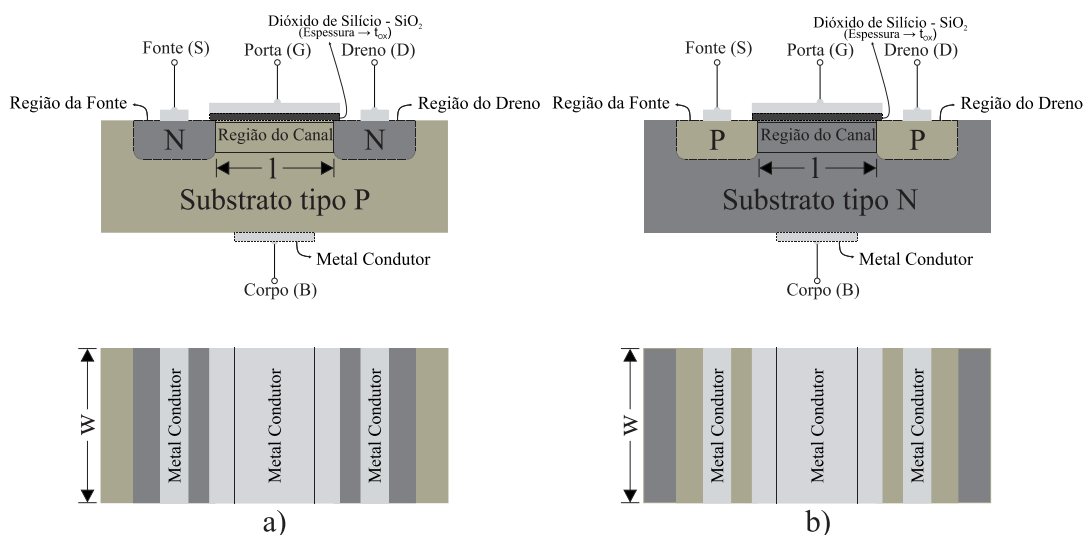 Dióxido de Silício - SiO₂
(Espessura → tₒₓ)
Fonte (S)
Porta (G)
Dreno (D)
Região da Fonte
Região do Dreno
N
Região do Canal
N
l
Substrato tipo P
Metal Condutor
Corpo (B)
W
Metal Condutor
Metal Condutor
Metal Condutor
a)
Dióxido de Silício - SiO₂
(Espessura → tₒₓ)
Fonte (S)
Porta (G)
Dreno (D)
Região da Fonte
Região do Dreno
P
Região do Canal
P
l
Substrato tipo N
Metal Condutor
Corpo (B)
W
Metal Condutor
Metal Condutor
Metal Condutor
b)